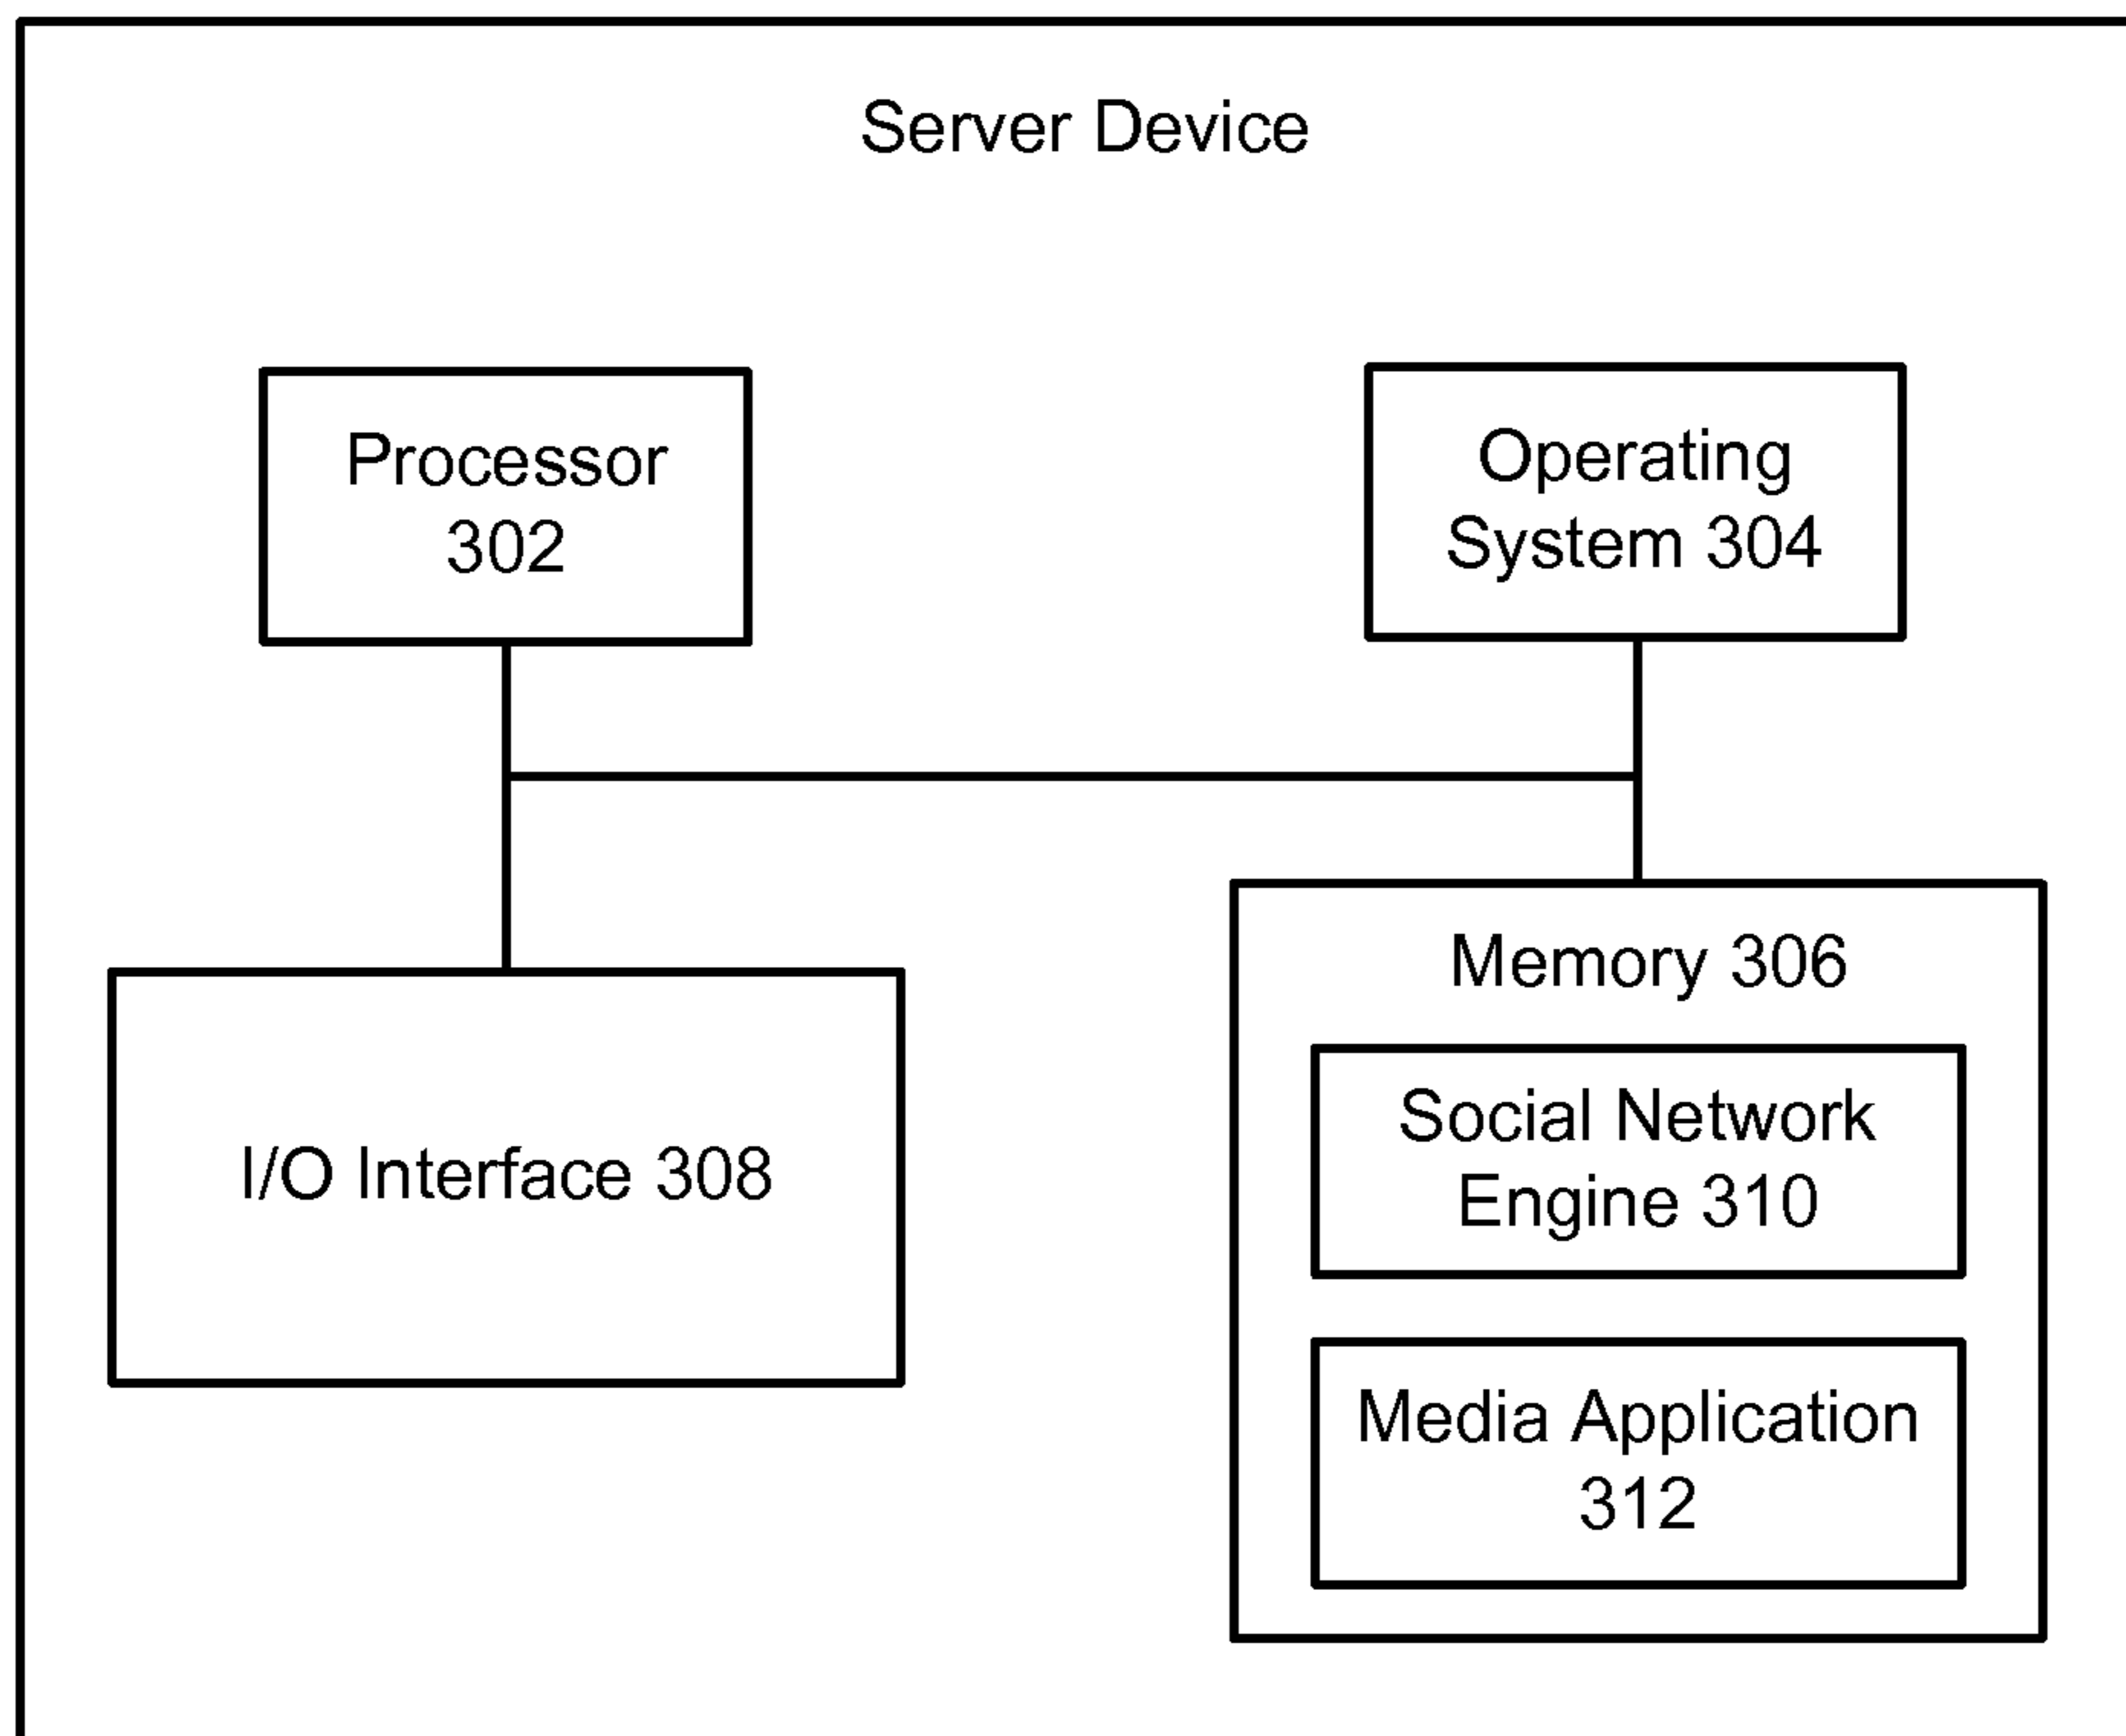 Server Device
Processor
302
Operating
System 304
I/O Interface 308
Memory 306
Social Network
Engine 310
Media Application
312